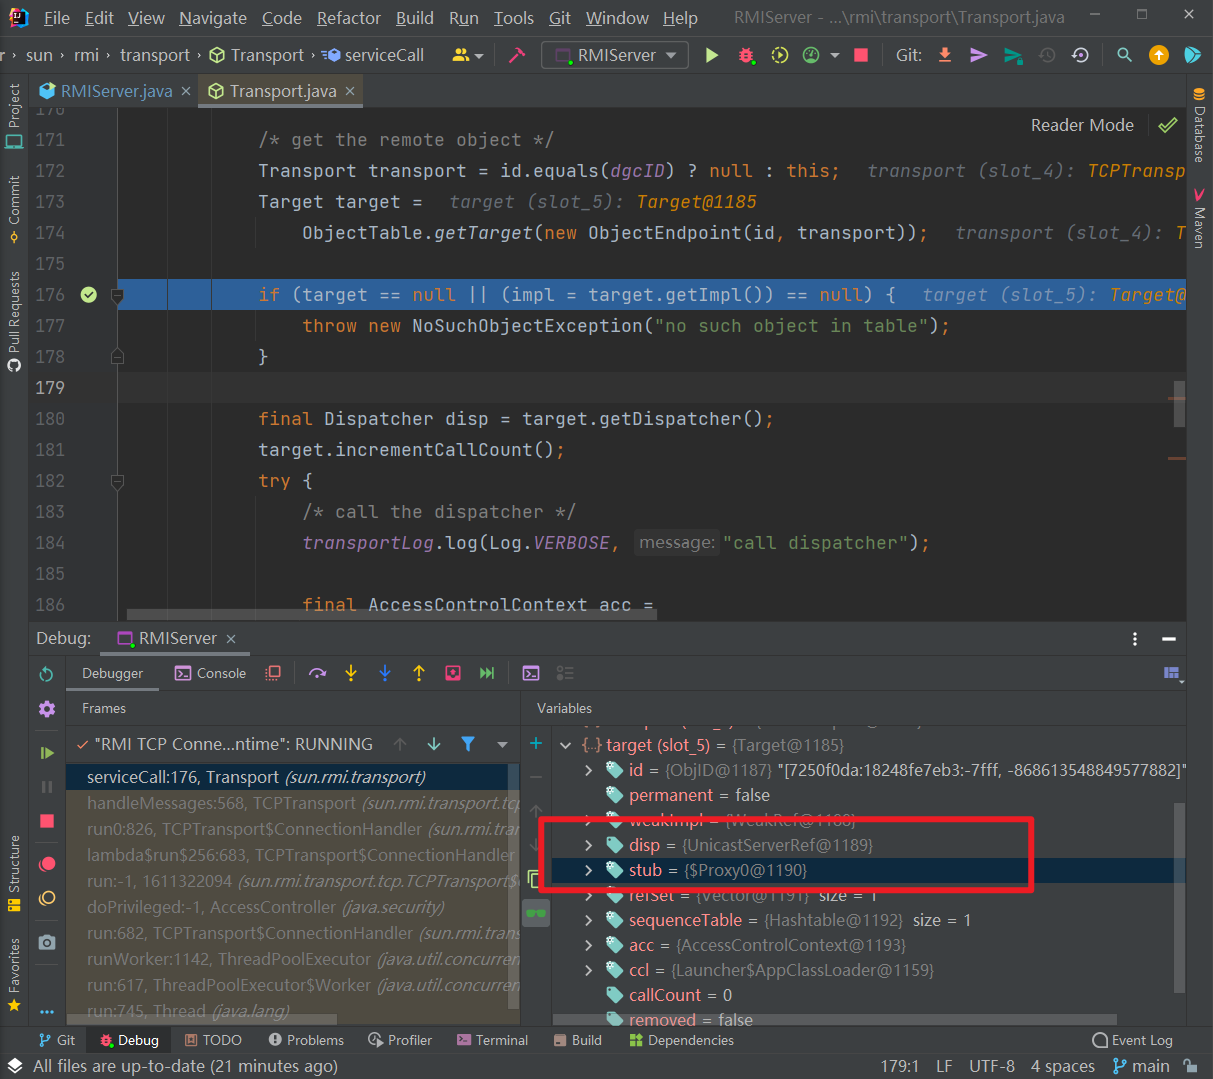 File Edit View Navigate Code Refactor Build Run Tools Git Window Help RMIServer - ...\rmi\transport\Transport.java
r › sun › rmi › transport › Transport › serviceCall RMIServer Git:
RMIServer.java × Transport.java ×
Project
Commit
Pull Requests
Structure
Favorites
Database
Maven
Reader Mode
170
171 /* get the remote object */
172 Transport transport = id.equals(dgcID) ? null : this; transport (slot_4): TCPTransp
173 Target target = target (slot_5): Target@1185
174 ObjectTable.getTarget(new ObjectEndpoint(id, transport)); transport (slot_4): T
175
176 if (target == null || (impl = target.getImpl()) == null) { target (slot_5): Target@
177 throw new NoSuchObjectException("no such object in table");
178 }
179
180 final Dispatcher disp = target.getDispatcher();
181 target.incrementCallCount();
182 try {
183 /* call the dispatcher */
184 transportLog.log(Log.VERBOSE, message: "call dispatcher");
185
186 final AccessControlContext acc =
Debug: RMIServer ×
Debugger Console
Frames
"RMI TCP Conne...ntime": RUNNING
serviceCall:176, Transport (sun.rmi.transport)
handleMessages:568, TCPTransport (sun.rmi.transport.tcp
run0:826, TCPTransport$ConnectionHandler (sun.rmi.tran
lambda$run$256:683, TCPTransport$ConnectionHandler
run:-1, 1611322094 (sun.rmi.transport.tcp.TCPTransport$
doPrivileged:-1, AccessController (java.security)
run:682, TCPTransport$ConnectionHandler (sun.rmi.trans
runWorker:1142, ThreadPoolExecutor (java.util.concurren
run:617, ThreadPoolExecutor$Worker (java.util.concurren
run:745, Thread (java.lang)
Variables
target (slot_5) = {Target@1185}
id = {ObjID@1187} "[7250f0da:18248fe7eb3:-7fff, -868613548849577882]"
permanent = false
weakImpl = {WeakRef@1188}
disp = {UnicastServerRef@1189}
stub = {$Proxy0@1190}
refSet = {Vector@1191} size = 1
sequenceTable = {Hashtable@1192} size = 1
acc = {AccessControlContext@1193}
ccl = {Launcher$AppClassLoader@1159}
callCount = 0
removed = false
Git Debug TODO Problems Profiler Terminal Build Dependencies Event Log
All files are up-to-date (21 minutes ago) 179:1 LF UTF-8 4 spaces main